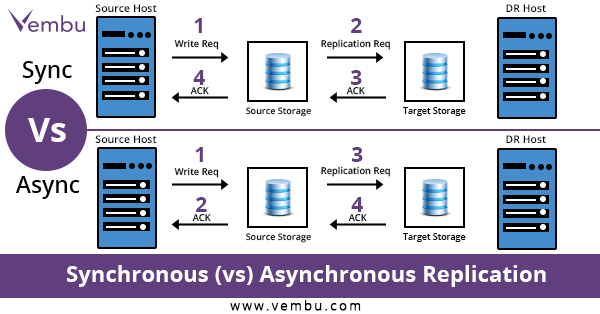 Vembu
Source Host
DR Host
1
2
Write Req
Replication Req
Sync
4
3
ACK
ACK
Source Storage
Target Storage
Vs
Source Host
DR Host
1
3
Write Req
Replication Req
Async
2
4
ACK
ACK
Source Storage
Target Storage
Synchronous (vs) Asynchronous Replication
www.vembu.com